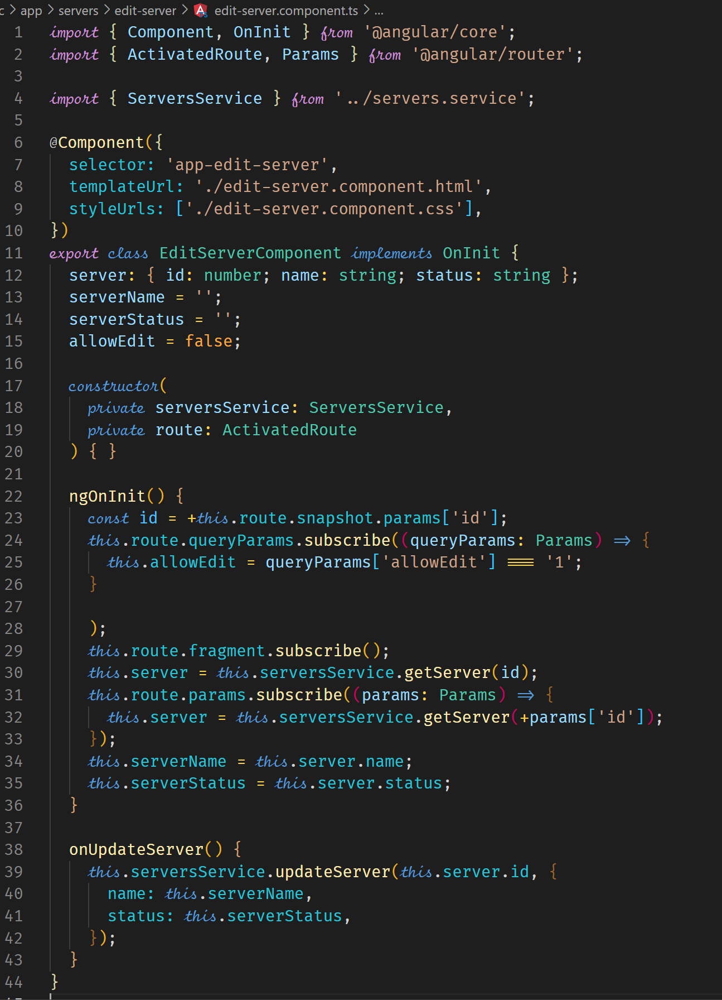 c > app > servers > edit-server > edit-server.component.ts > ...
1 import { Component, OnInit } from '@angular/core';
2 import { ActivatedRoute, Params } from '@angular/router';
3
4 import { ServersService } from '../servers.service';
5
6 @Component({
7   selector: 'app-edit-server',
8   templateUrl: './edit-server.component.html',
9   styleUrls: ['./edit-server.component.css'],
10 })
11 export class EditServerComponent implements OnInit {
12   server: { id: number; name: string; status: string };
13   serverName = '';
14   serverStatus = '';
15   allowEdit = false;
16
17   constructor(
18     private serversService: ServersService,
19     private route: ActivatedRoute
20   ) { }
21
22   ngOnInit() {
23     const id = +this.route.snapshot.params['id'];
24     this.route.queryParams.subscribe((queryParams: Params) => {
25       this.allowEdit = queryParams['allowEdit'] === '1';
26     }
27
28     );
29     this.route.fragment.subscribe();
30     this.server = this.serversService.getServer(id);
31     this.route.params.subscribe((params: Params) => {
32       this.server = this.serversService.getServer(+params['id']);
33     });
34     this.serverName = this.server.name;
35     this.serverStatus = this.server.status;
36   }
37
38   onUpdateServer() {
39     this.serversService.updateServer(this.server.id, {
40       name: this.serverName,
41       status: this.serverStatus,
42     });
43   }
44 }